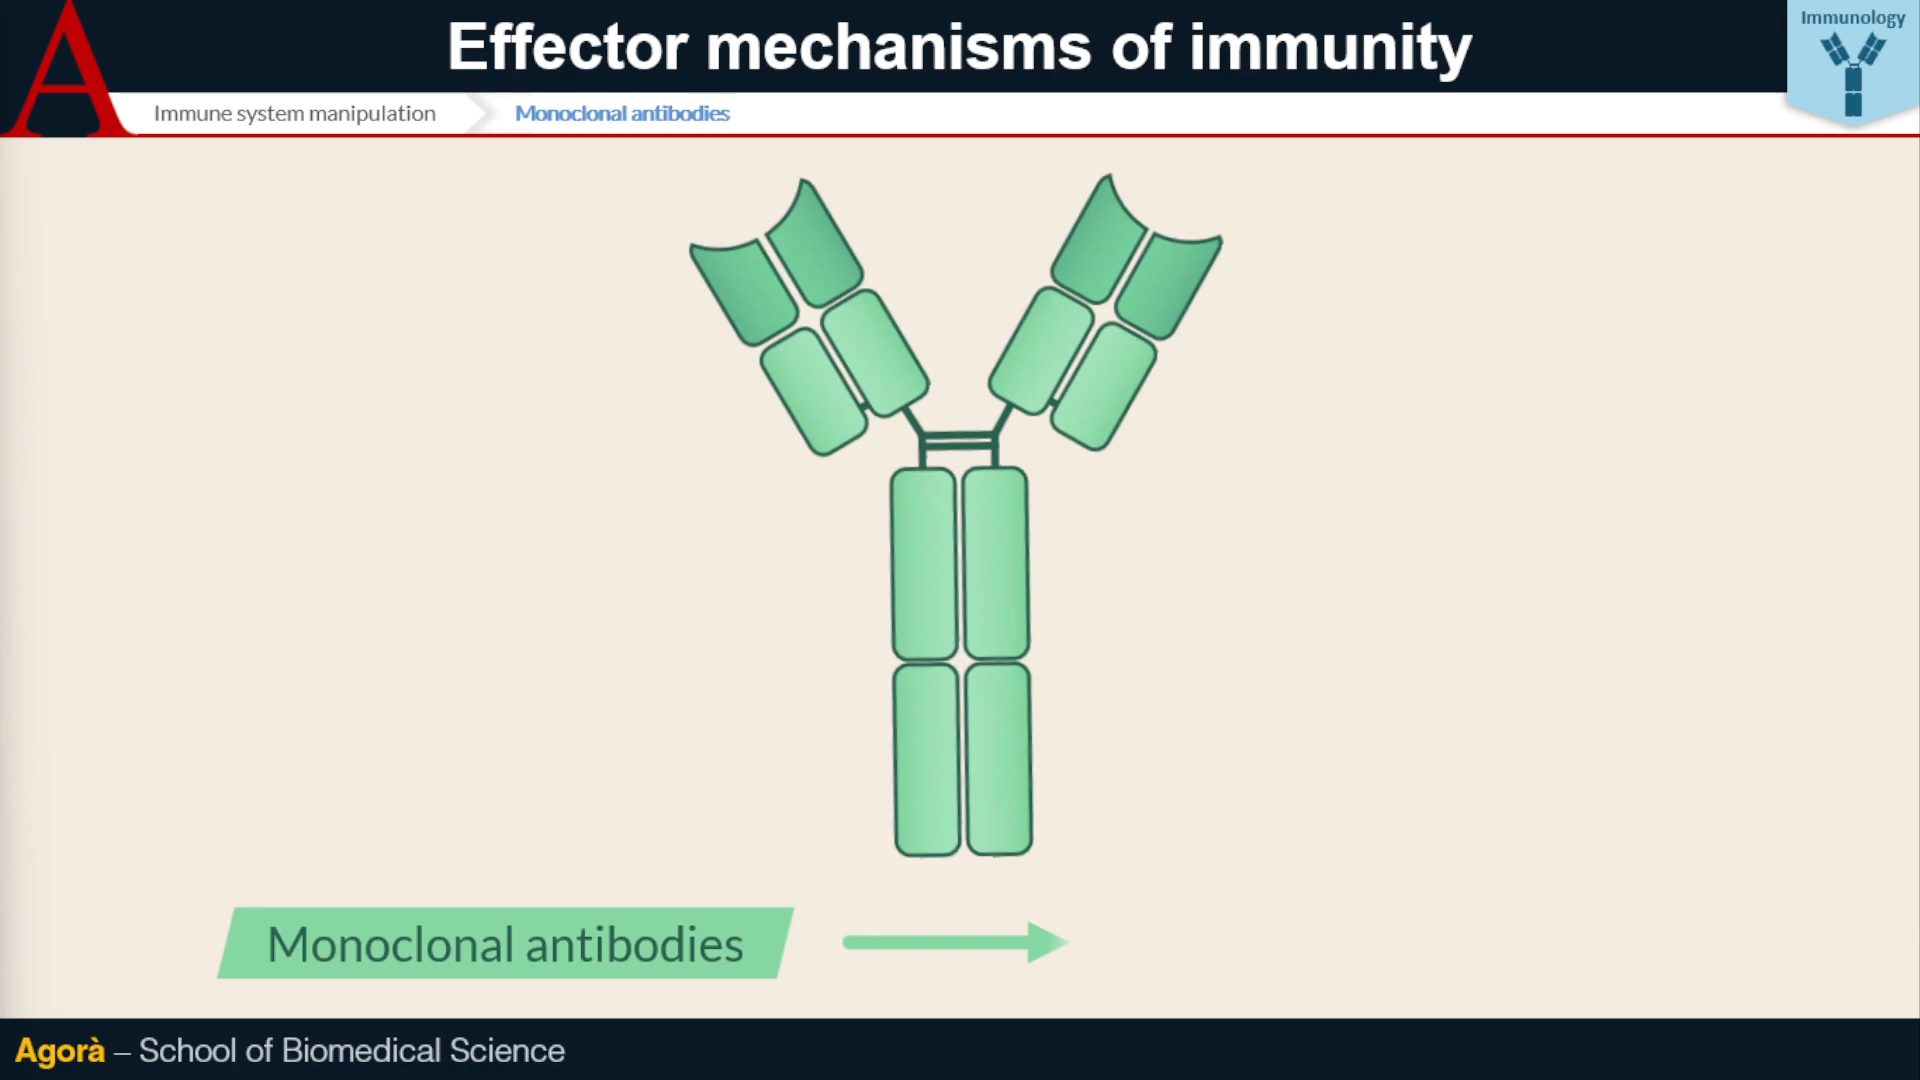 Effector mechanisms of immunity
Immunology
A
Immune system manipulation
Monoclonal antibodies
Monoclonal antibodies
Agorà – School of Biomedical Science